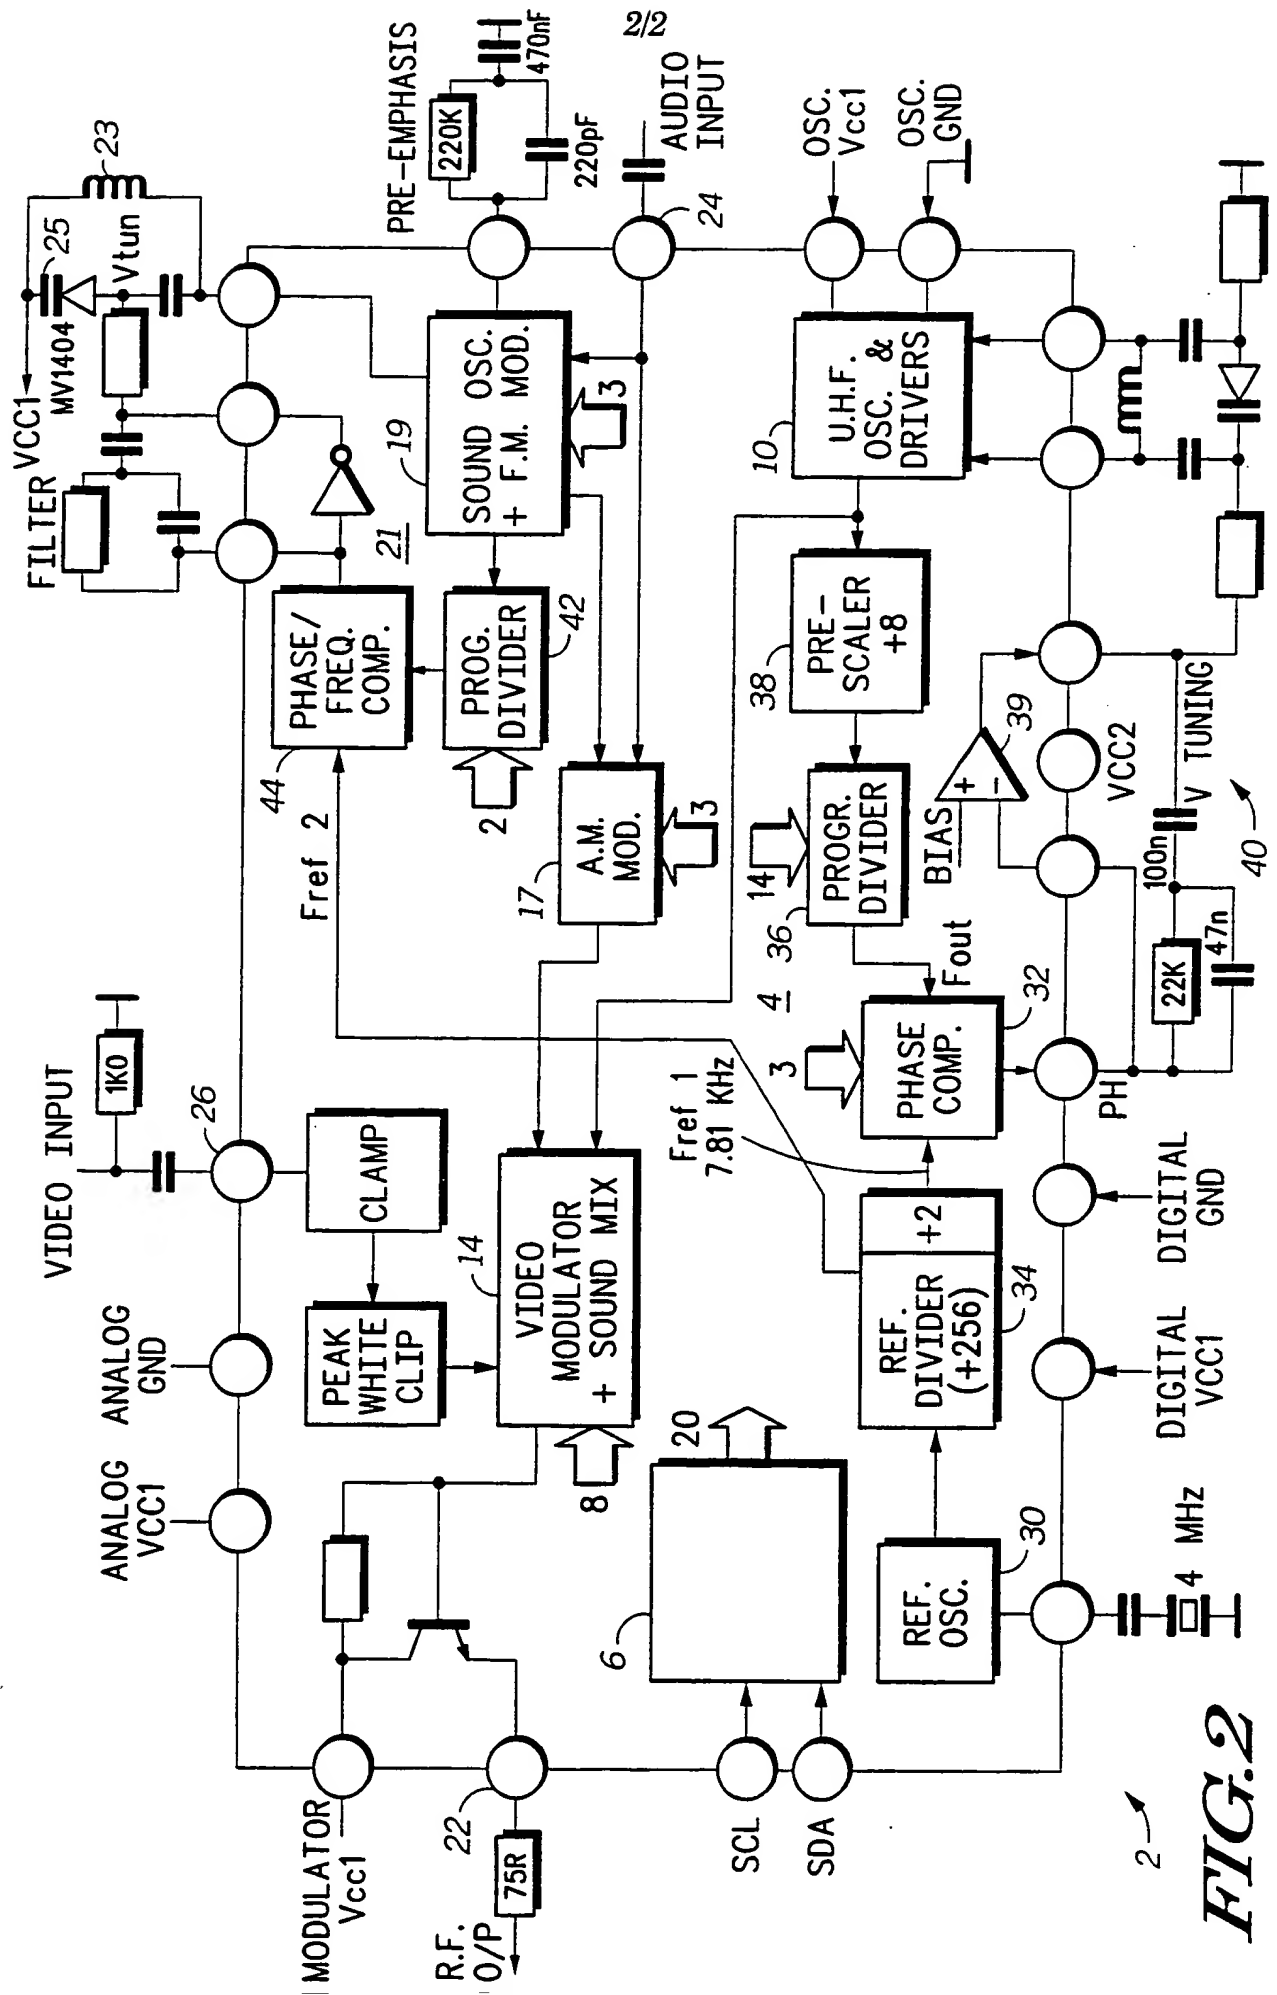 2/2
MODULATOR
Vcc1
R.F.
O/P
75R
22
ANALOG
VCC1
ANALOG
GND
VIDEO INPUT
1K0
26
CLAMP
PEAK
WHITE
CLIP
14
VIDEO
MODULATOR
+ SOUND MIX
8
FILTER
VCC1
MV1404
25
Vtun
23
PHASE/
FREQ.
COMP.
44
Fref 2
21
PROG.
DIVIDER
42
2
19
SOUND OSC.
+ F.M. MOD.
3
PRE-EMPHASIS
220K
220pF
470nF
AUDIO
INPUT
24
17
A.M.
MOD.
3
SCL
SDA
6
20
REF.
OSC.
30
4 MHz
REF.
DIVIDER
(+256)
+2
34
Fref 1
7.81 KHz
DIGITAL
VCC1
DIGITAL
GND
4
3
PHASE
COMP.
32
PH
Fout
14
PROGR.
DIVIDER
36
38
PRE-
SCALER
+8
10
U.H.F.
OSC. &
DRIVERS
OSC.
Vcc1
OSC.
GND
BIAS
+
-
39
VCC2
V TUNING
100n
22K
47n
40
2
FIG.2